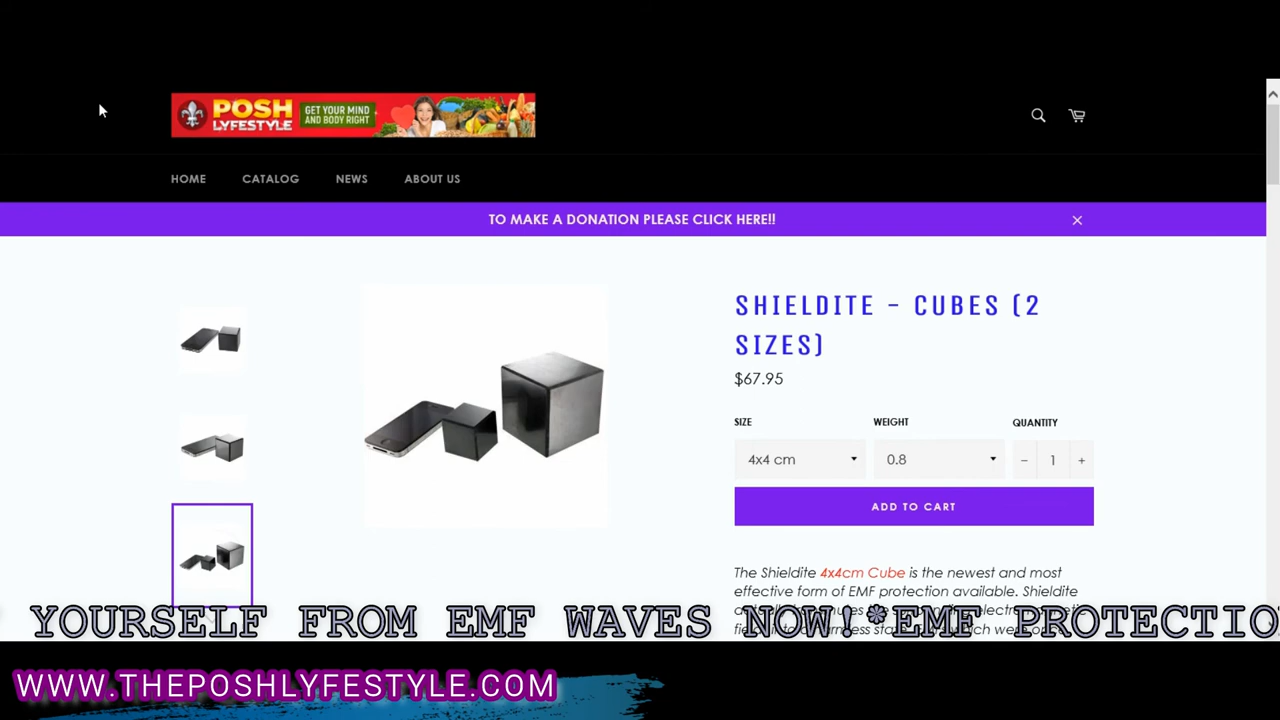 POSH
LYFESTYLE
GET YOUR MIND
AND BODY RIGHT
HOME CATALOG NEWS ABOUT US
TO MAKE A DONATION PLEASE CLICK HERE!!
SHIELDITE - CUBES (2
SIZES)
$67.95
SIZE WEIGHT QUANTITY
4x4 cm 0.8 − 1 +
ADD TO CART
The Shieldite 4x4cm Cube is the newest and most
effective form of EMF protection available. Shieldite
YOURSELF FROM EMF WAVES NOW!*EMF PROTECTIO
WWW.THEPOSHLYFESTYLE.COM